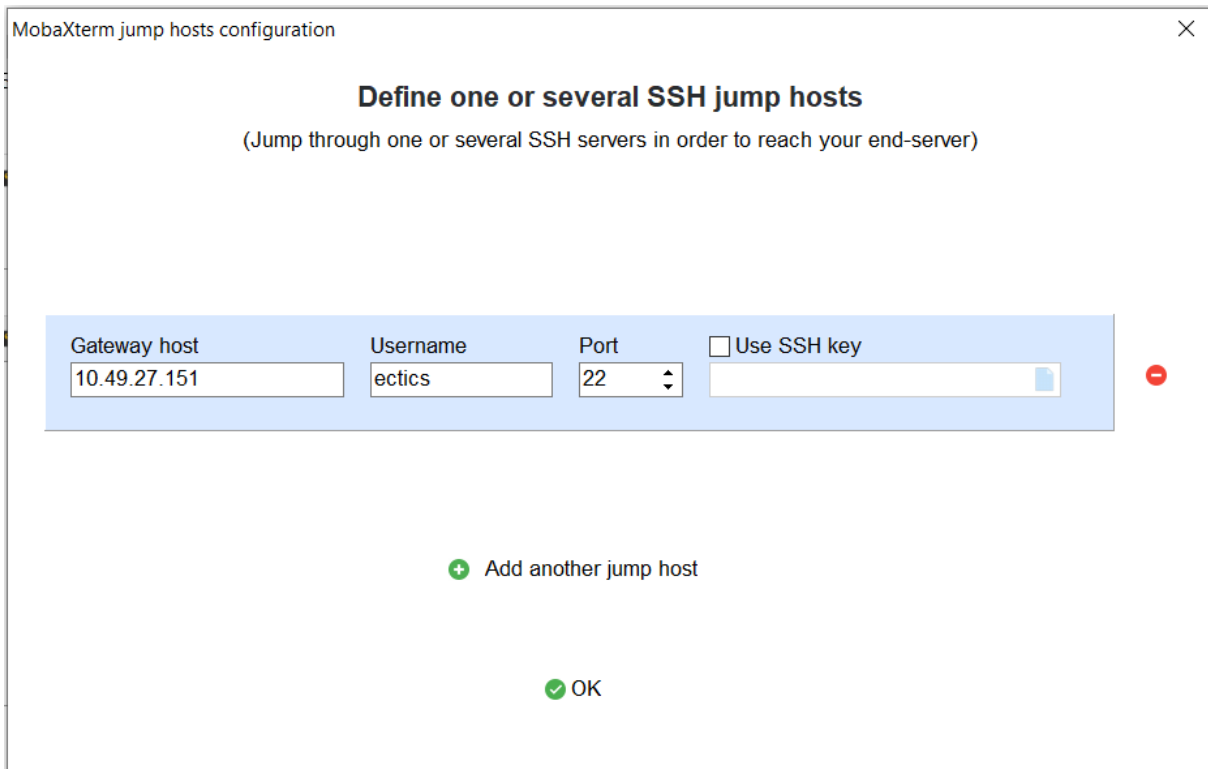 MobaXterm jump hosts configuration
Define one or several SSH jump hosts
(Jump through one or several SSH servers in order to reach your end-server)
Gateway host Username Port Use SSH key
10.49.27.151 ectics 22
Add another jump host
OK